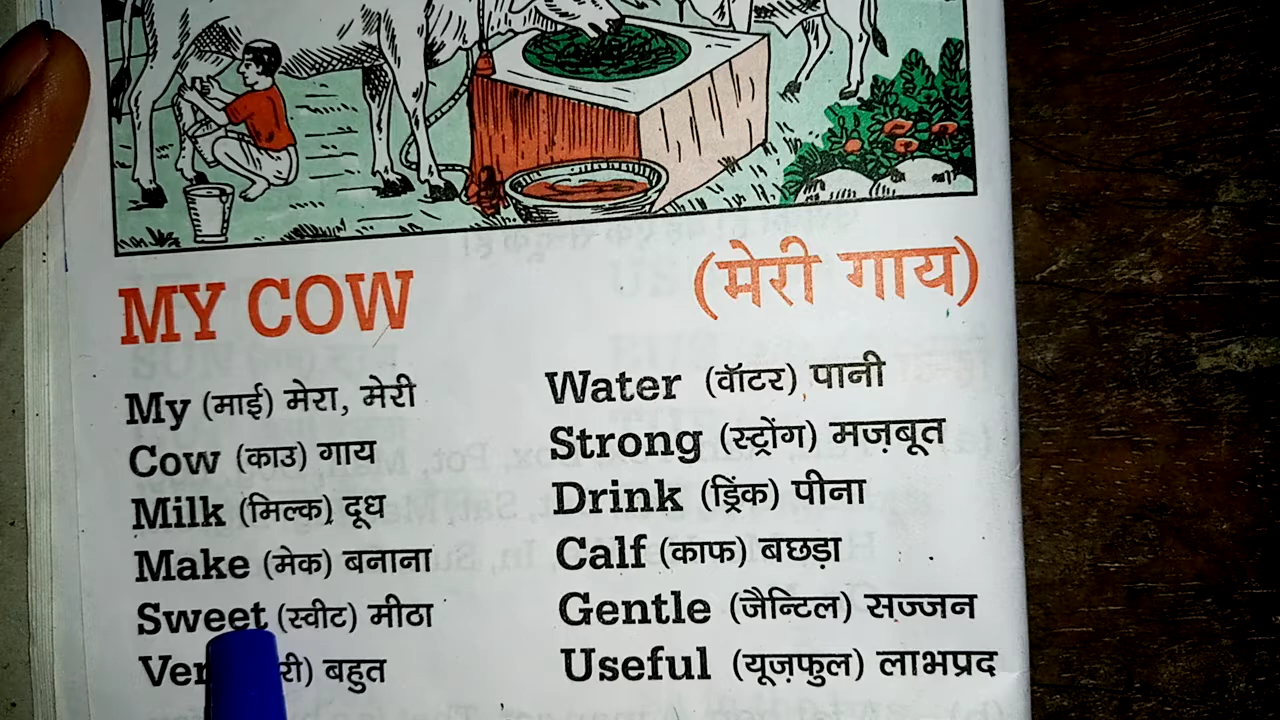 MY COW (मेरी गाय)
My (माई) मेरा, मेरी
Cow (काउ) गाय
Milk (मिल्क) दूध
Make (मेक) बनाना
Sweet (स्वीट) मीठा
बहुत
Water (वॉटर) पानी
Strong (स्ट्रोंग) मज़बूत
Drink (ड्रिंक) पीना
Calf (काफ) बछड़ा
Gentle (जैन्टिल) सज्जन
Useful (यूज़फुल) लाभप्रद